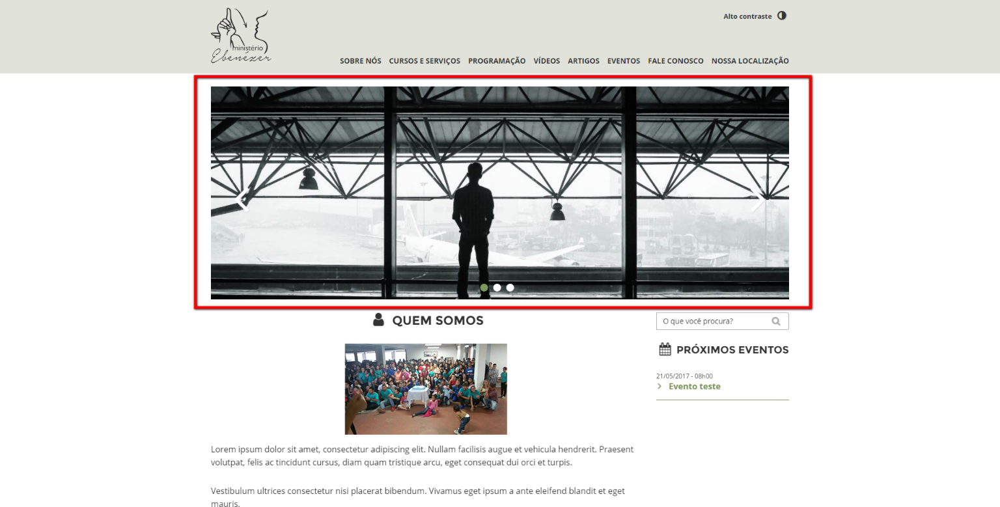 Alto contraste
ministério
Ebenézer
SOBRE NÓS CURSOS E SERVIÇOS PROGRAMAÇÃO VÍDEOS ARTIGOS EVENTOS FALE CONOSCO NOSSA LOCALIZAÇÃO
QUEM SOMOS
O que você procura?
PRÓXIMOS EVENTOS
21/05/2017 - 08h00
Evento teste
Lorem ipsum dolor sit amet, consectetur adipiscing elit. Nullam facilisis augue et vehicula hendrerit. Praesent
volutpat, felis ac tincidunt cursus, diam quam tristique arcu, eget consequat dui orci et turpis.
Vestibulum ultrices consectetur nisi placerat bibendum. Vivamus eget ipsum a ante eleifend blandit et eget
mauris.